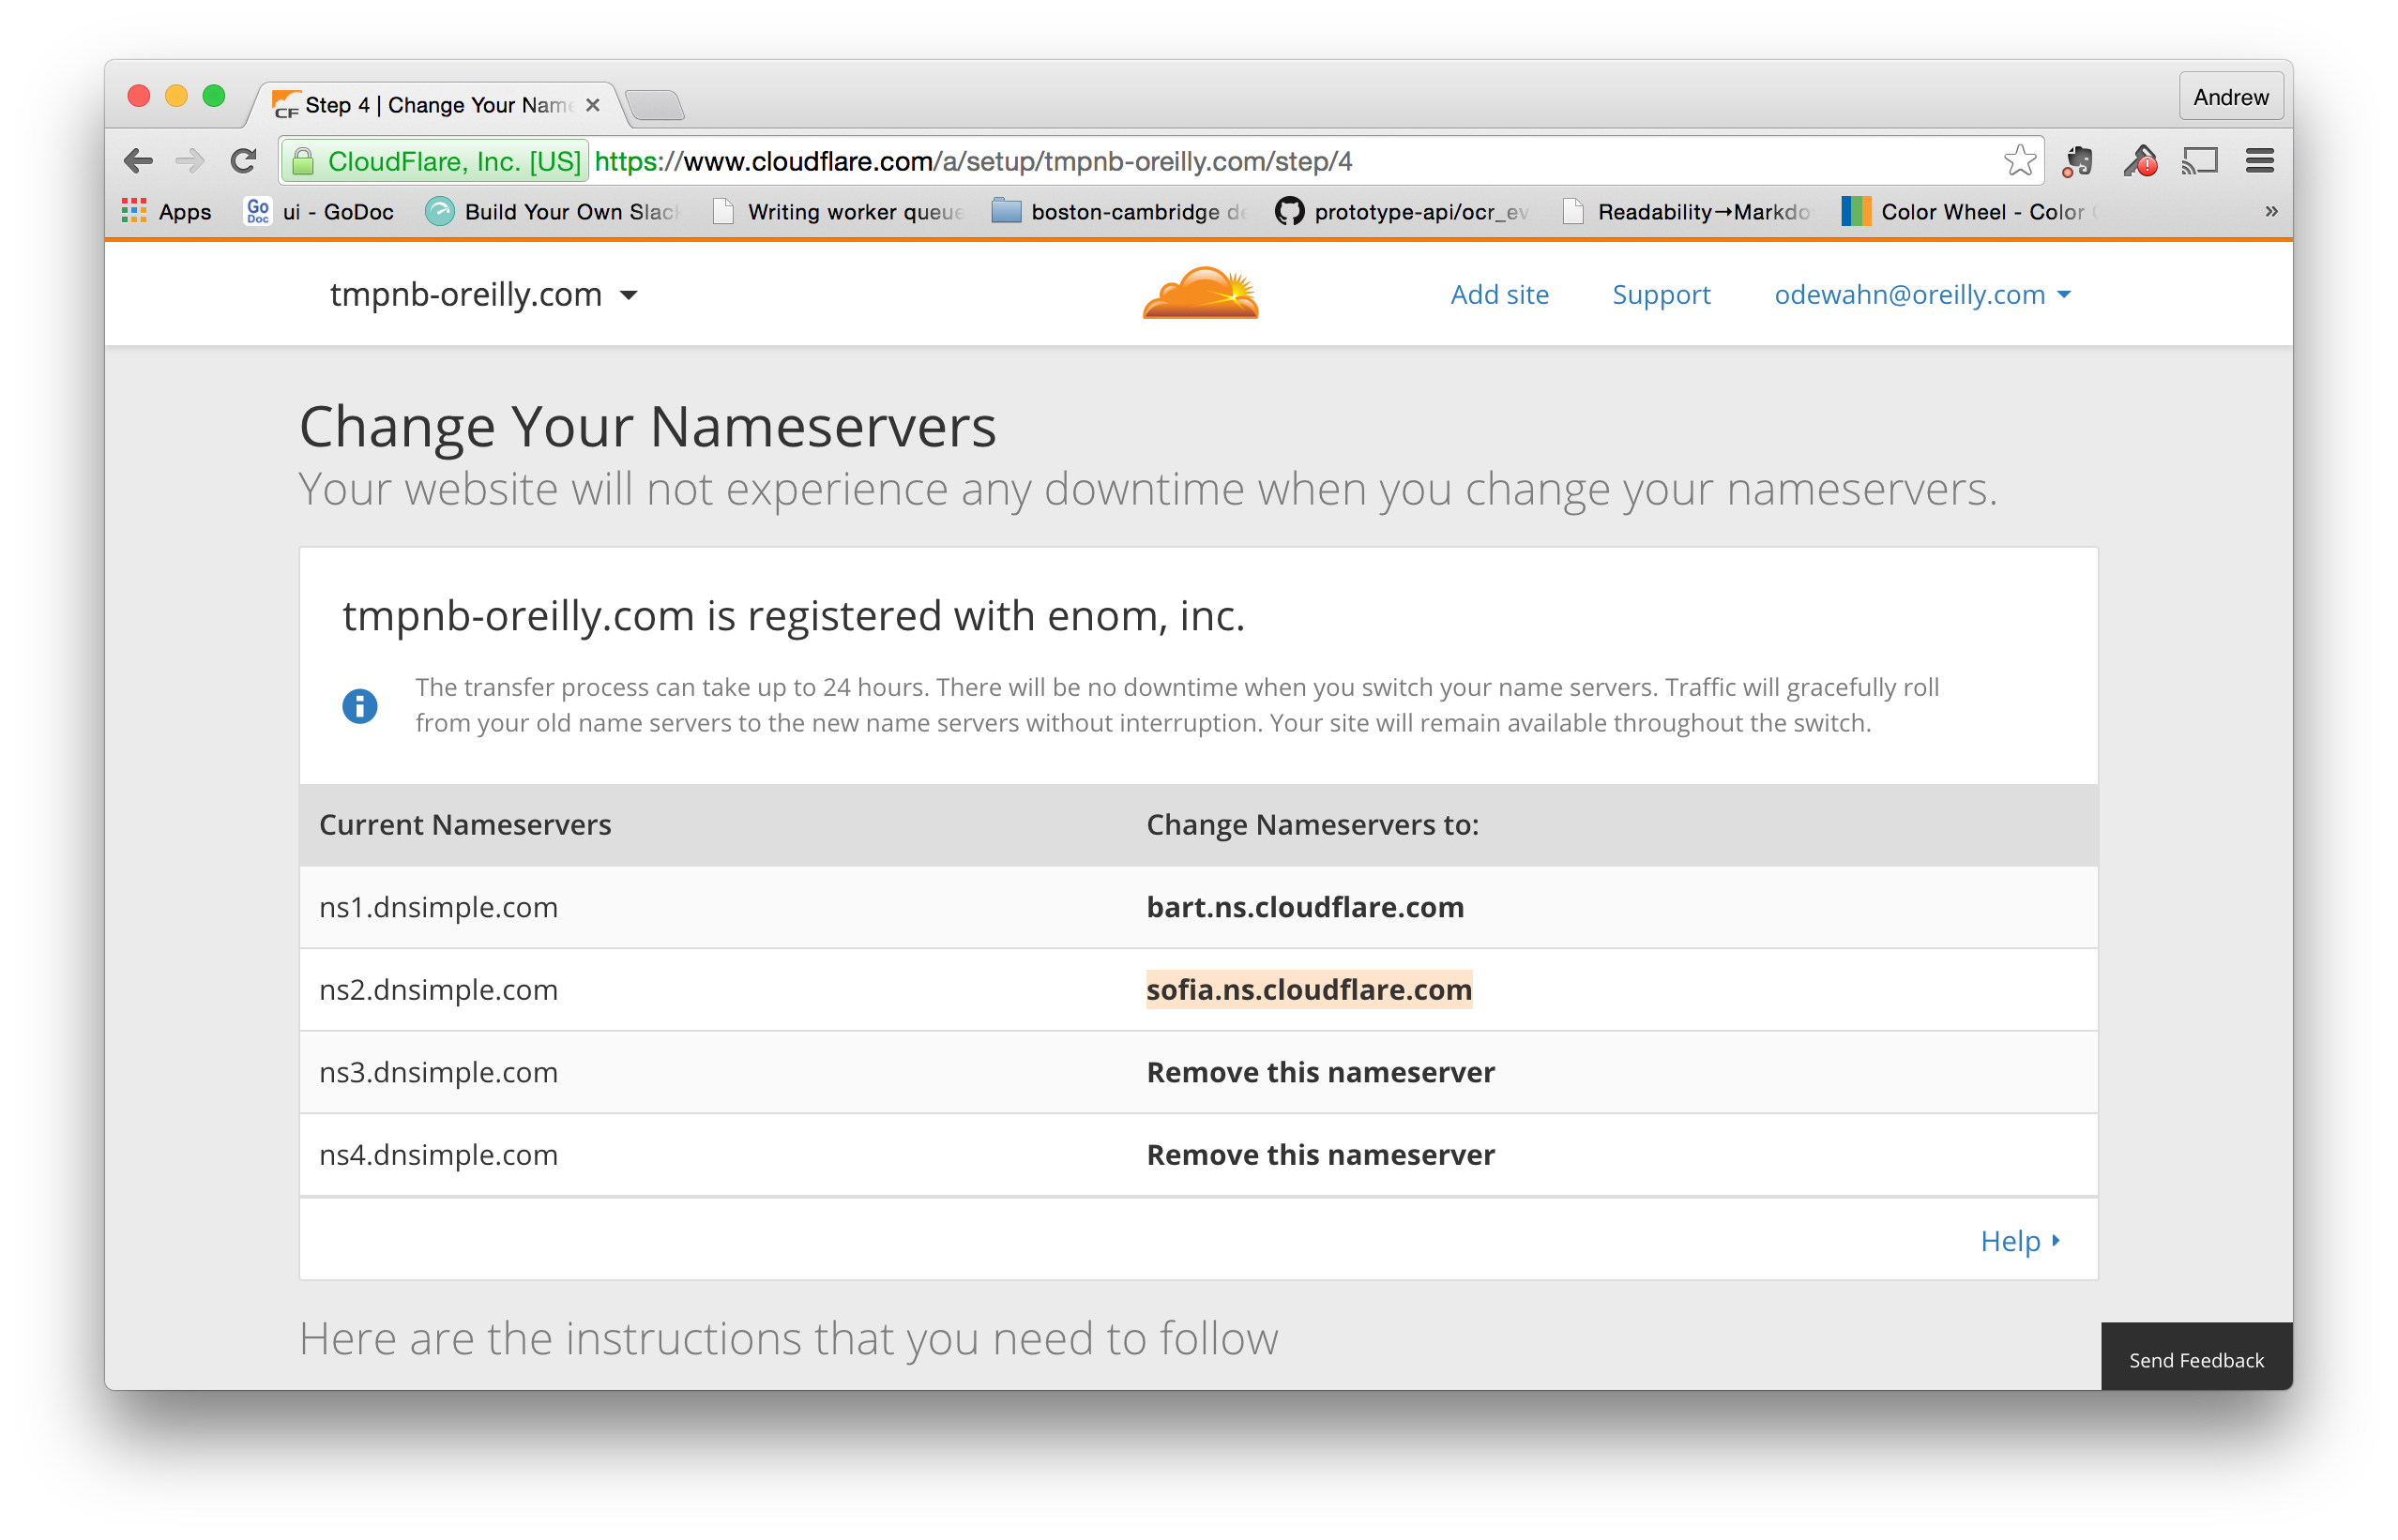 CF Step 4 | Change Your Name
Andrew
CloudFlare, Inc. [US] https://www.cloudflare.com/a/setup/tmpnb-oreilly.com/step/4
Apps Go Doc ui - GoDoc Build Your Own Slac Writing worker queue boston-cambridge de prototype-api/ocr_ev Readability→Markdo Color Wheel - Color »
tmpnb-oreilly.com Add site Support odewahn@oreilly.com
Change Your Nameservers
Your website will not experience any downtime when you change your nameservers.
tmpnb-oreilly.com is registered with enom, inc.
The transfer process can take up to 24 hours. There will be no downtime when you switch your name servers. Traffic will gracefully roll
from your old name servers to the new name servers without interruption. Your site will remain available throughout the switch.
Current Nameservers Change Nameservers to:
ns1.dnsimple.com bart.ns.cloudflare.com
ns2.dnsimple.com sofia.ns.cloudflare.com
ns3.dnsimple.com Remove this nameserver
ns4.dnsimple.com Remove this nameserver
Help
Here are the instructions that you need to follow
Send Feedback